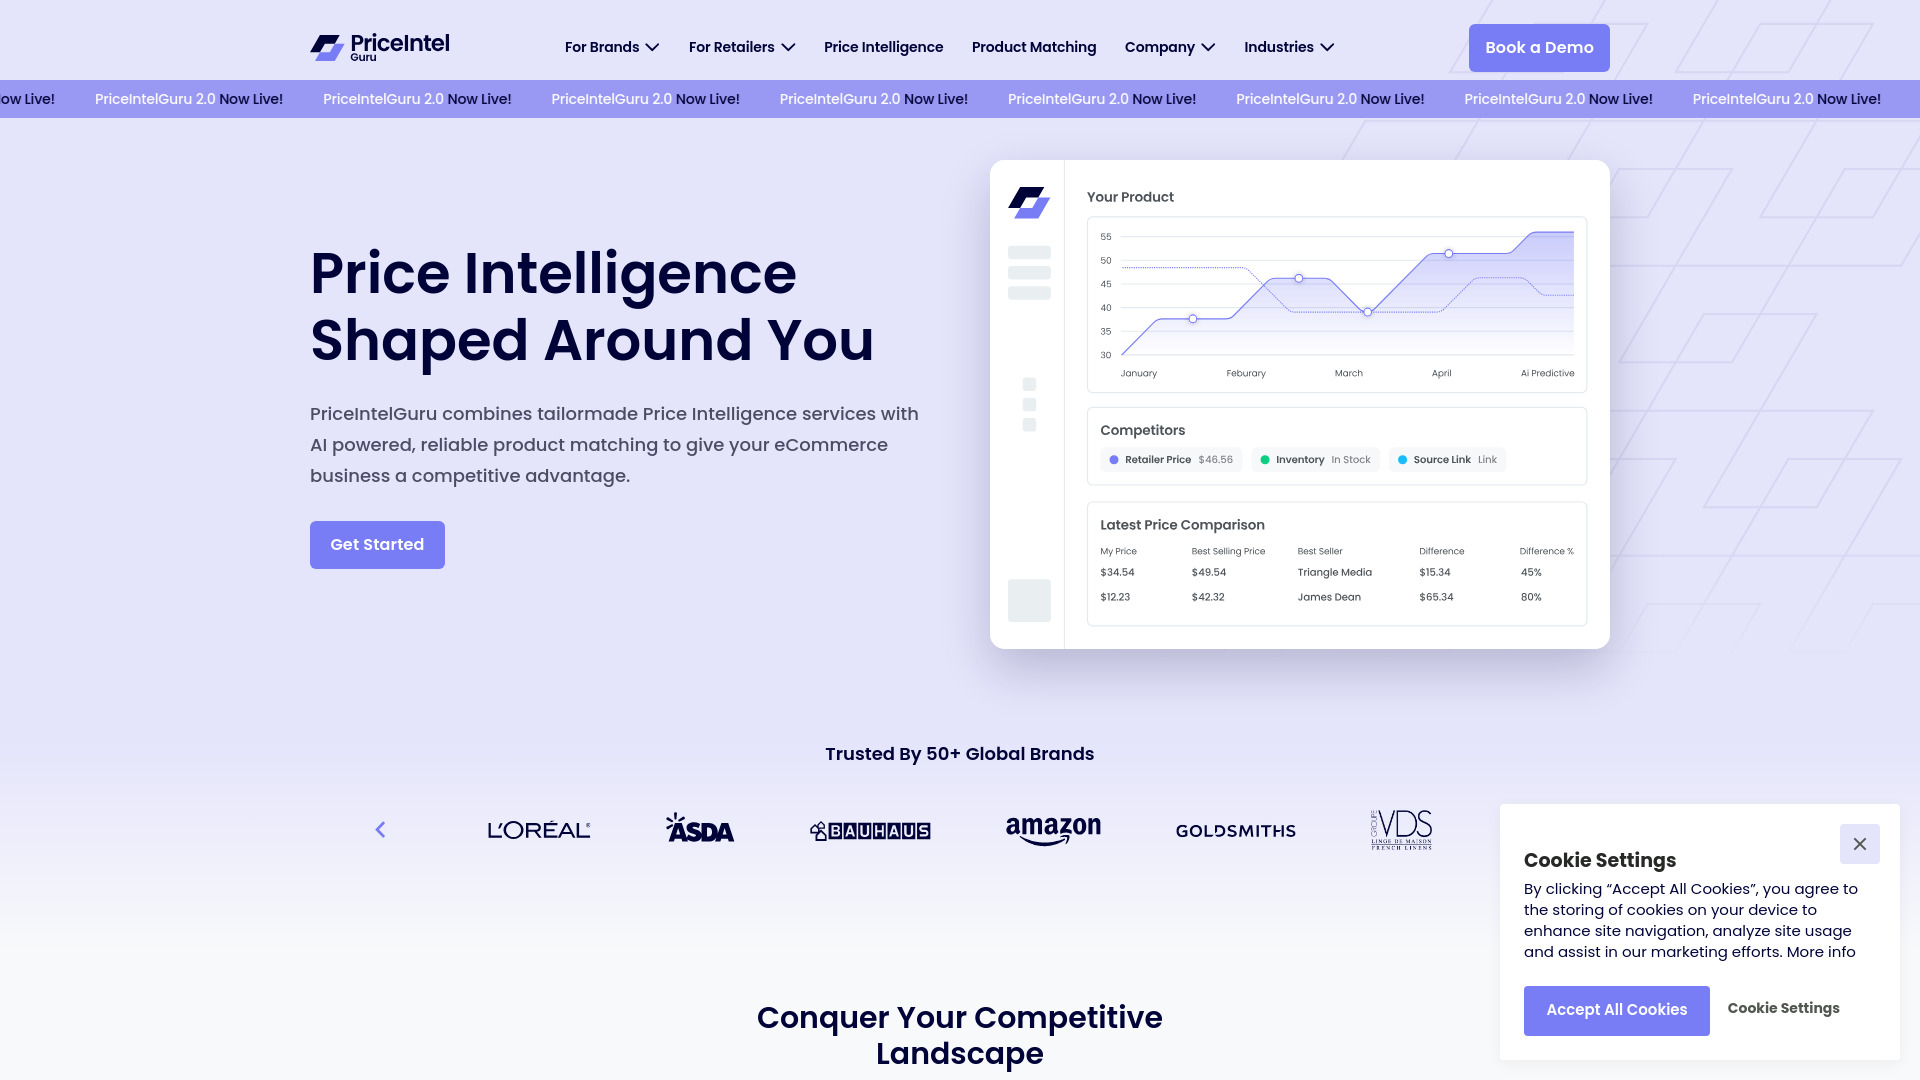 PriceIntel
Guru
For Brands
For Retailers
Price Intelligence
Product Matching
Company
Industries
Book a Demo
ow Live! PriceIntelGuru 2.0 Now Live! PriceIntelGuru 2.0 Now Live! PriceIntelGuru 2.0 Now Live! PriceIntelGuru 2.0 Now Live! PriceIntelGuru 2.0 Now Live! PriceIntelGuru 2.0 Now Live! PriceIntelGuru 2.0 Now Live! PriceIntelGuru 2.0 Now Live!
Price Intelligence
Shaped Around You
PriceIntelGuru combines tailormade Price Intelligence services with
AI powered, reliable product matching to give your eCommerce
business a competitive advantage.
Get Started
Your Product
55
50
45
40
35
30
January Feburary March April Ai Predictive
Competitors
Retailer Price $46.56 Inventory In Stock Source Link Link
Latest Price Comparison
My Price Best Selling Price Best Seller Difference Difference %
$34.54 $49.54 Triangle Media $15.34 45%
$12.23 $42.32 James Dean $65.34 80%
Trusted By 50+ Global Brands
L'ORÉAL
ASDA
BAUHAUS
amazon
GOLDSMITHS
GROUPE VDS
LINGE DE MAISON
FRENCH LINENS
Conquer Your Competitive
Landscape
Cookie Settings
By clicking “Accept All Cookies”, you agree to
the storing of cookies on your device to
enhance site navigation, analyze site usage
and assist in our marketing efforts. More info
Accept All Cookies
Cookie Settings